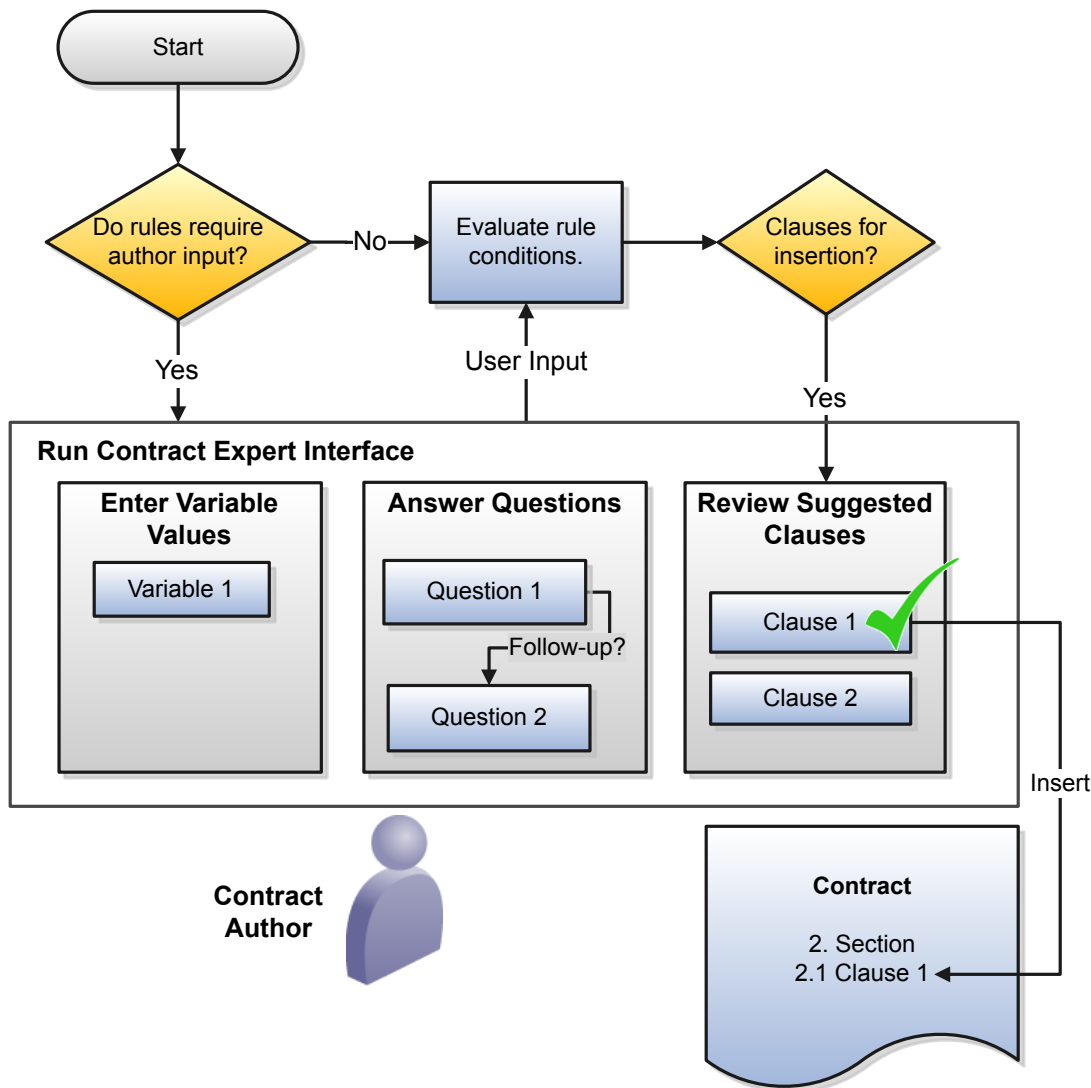 Start
Do rules require
author input?
No
Evaluate rule
conditions.
Clauses for
insertion?
Yes
User Input
Yes
Run Contract Expert Interface
Enter Variable
Values
Variable 1
Answer Questions
Question 1
Follow-up?
Question 2
Review Suggested
Clauses
Clause 1
Clause 2
Insert
Contract
Author
Contract
2. Section
2.1 Clause 1